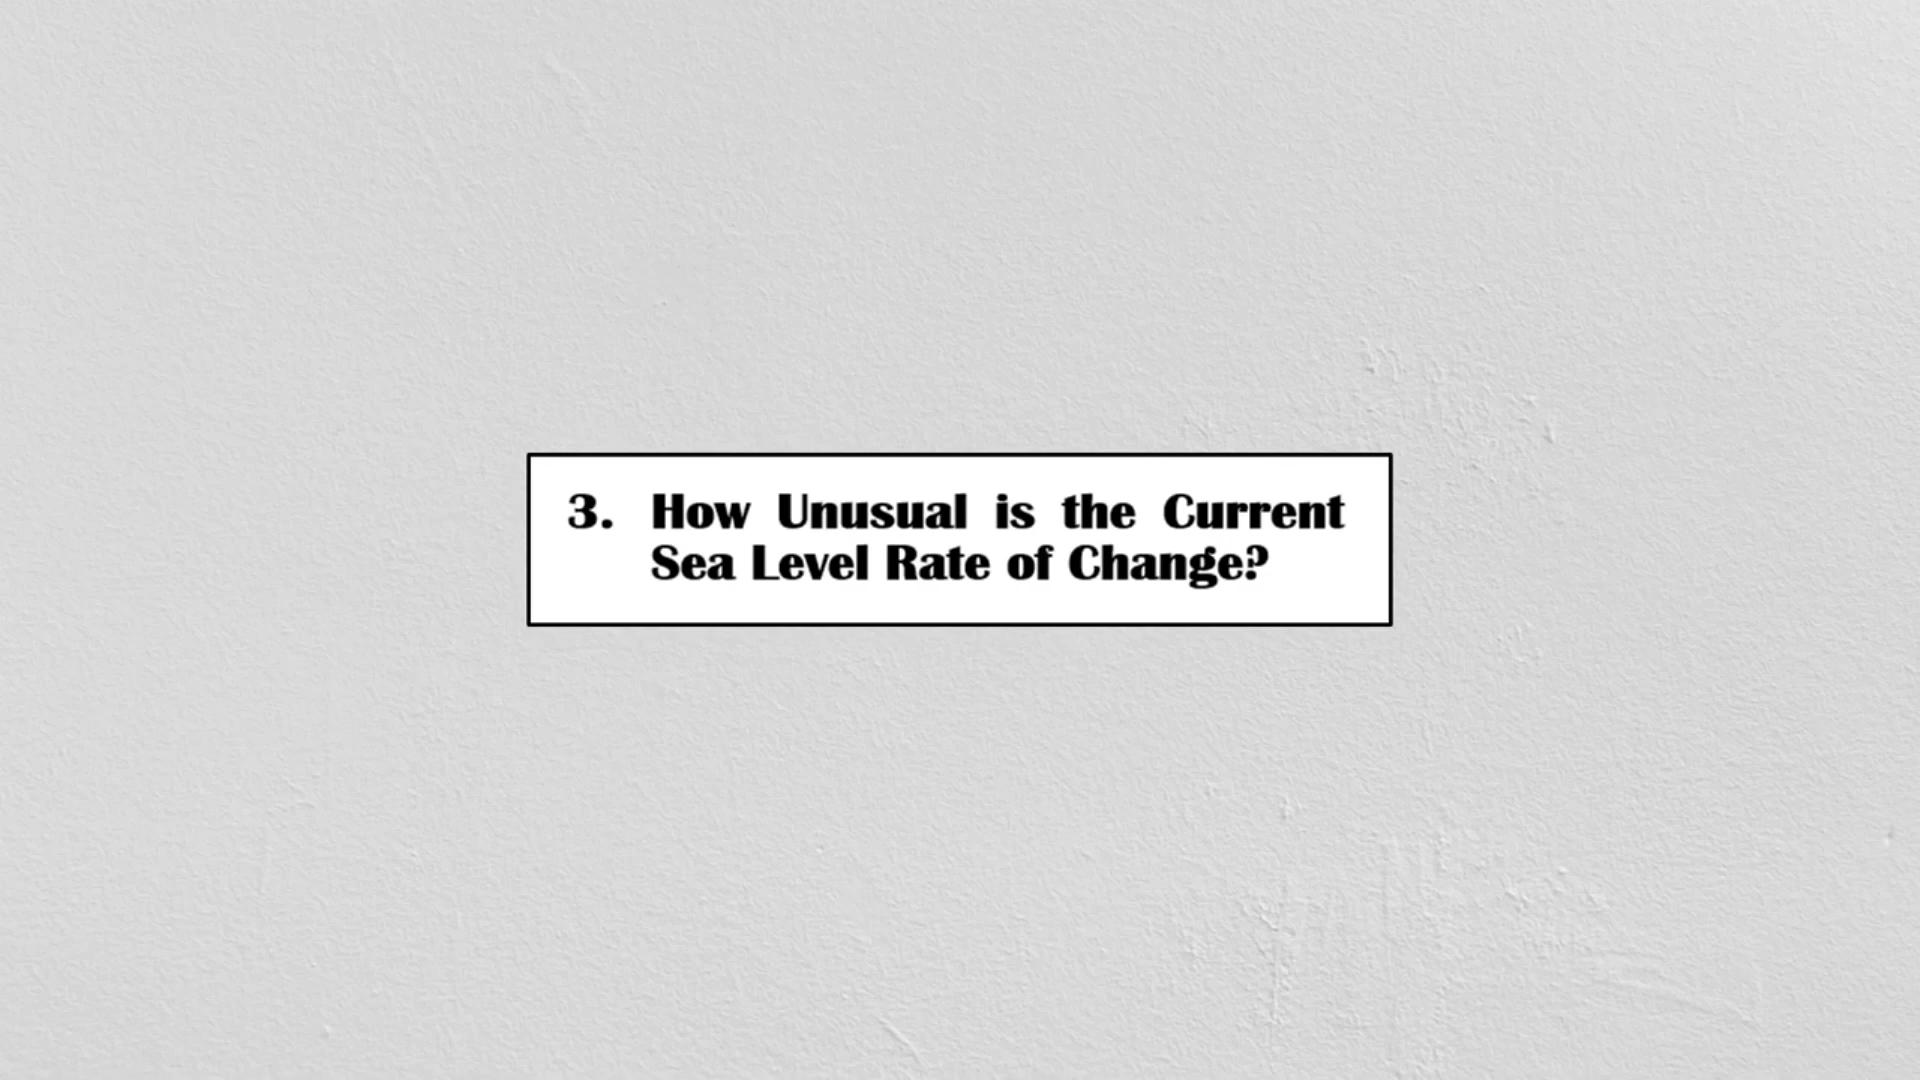 3. How Unusual is the Current
Sea Level Rate of Change?